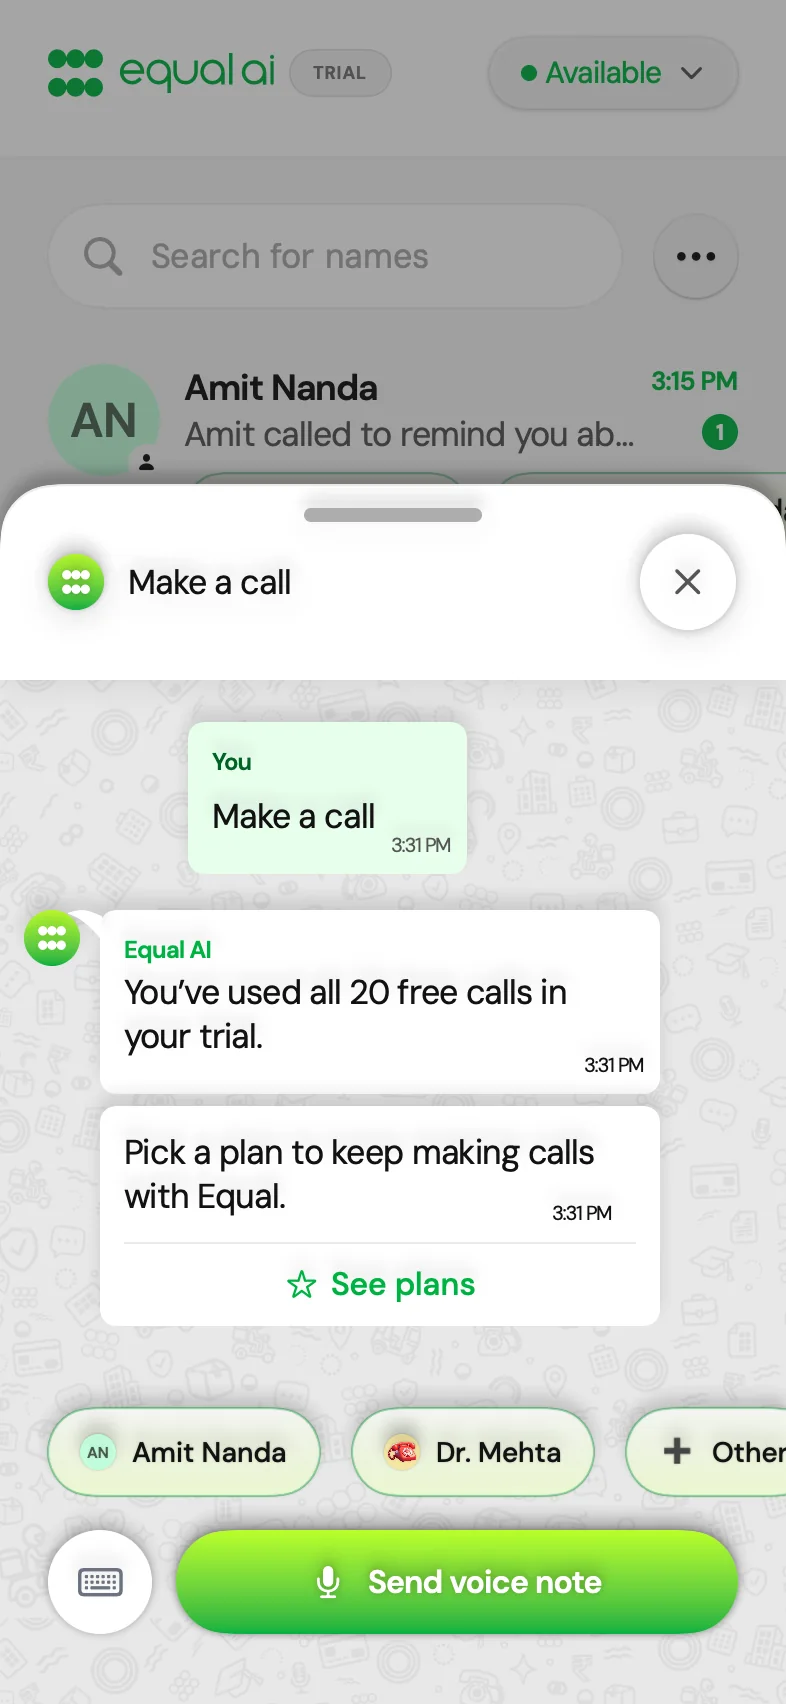 equal ai
TRIAL
Available
Search for names
AN
Amit Nanda
3:15 PM
Amit called to remind you ab...
1
Make a call
You
Make a call
3:31 PM
Equal AI
You've used all 20 free calls in
your trial.
3:31 PM
Pick a plan to keep making calls
with Equal.
3:31 PM
See plans
AN Amit Nanda
Dr. Mehta
Other
Send voice note